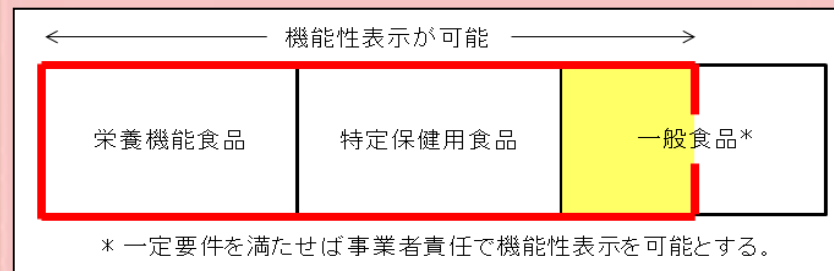 機能性表示が可能
栄養機能食品 特定保健用食品 一般食品*
* 一定要件を満たせば事業者責任で機能性表示を可能とする。